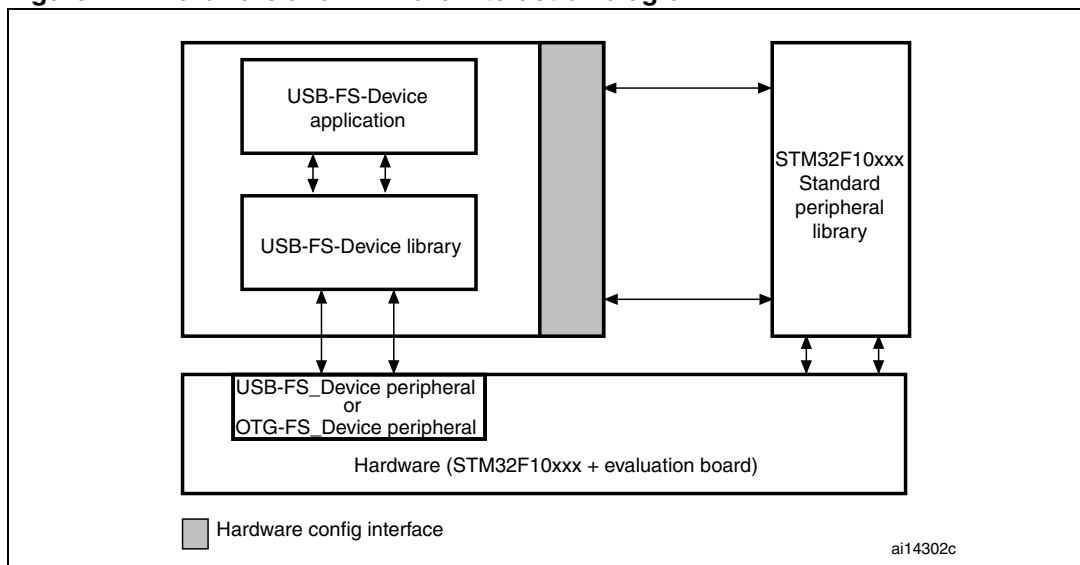 USB-FS-Device
application
USB-FS-Device library
STM32F10xxx
Standard
peripheral
library
USB-FS_Device peripheral
or
OTG-FS_Device peripheral
Hardware (STM32F10xxx + evaluation board)
Hardware config interface
ai14302c